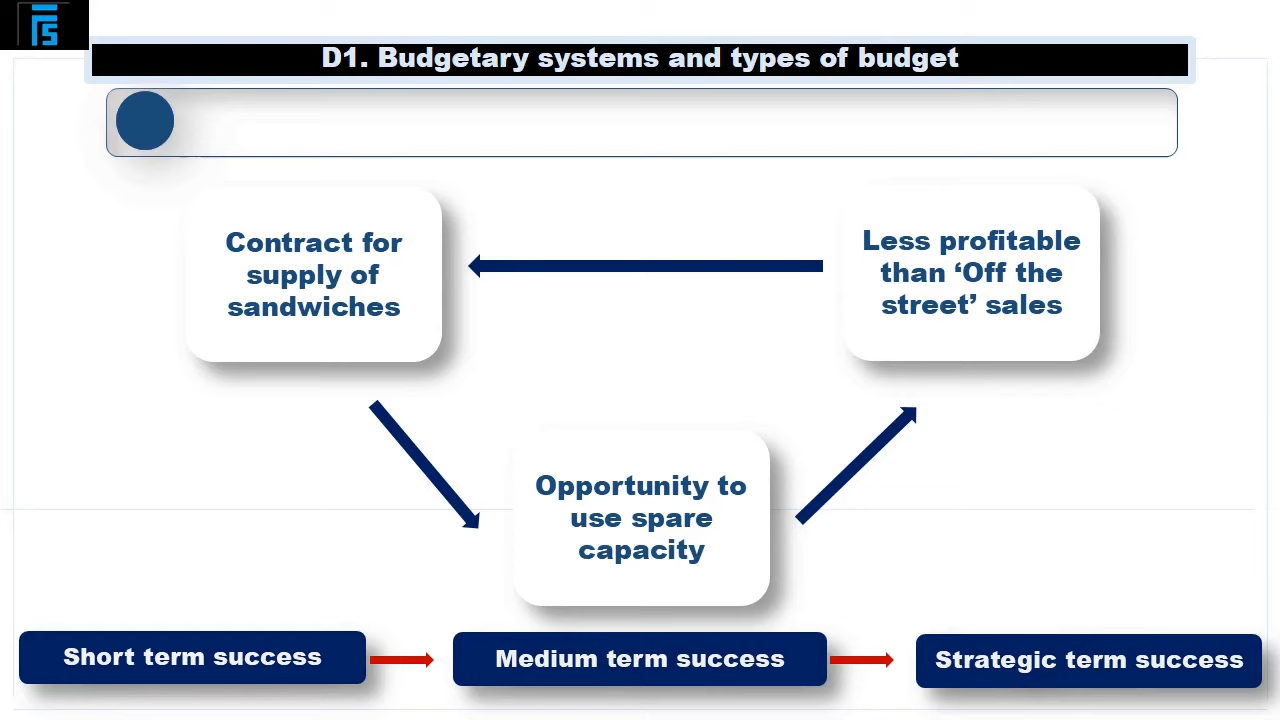 D1. Budgetary systems and types of budget
Contract for
supply of
sandwiches
Less profitable
than ‘Off the
street’ sales
Opportunity to
use spare
capacity
Short term success
Medium term success
Strategic term success